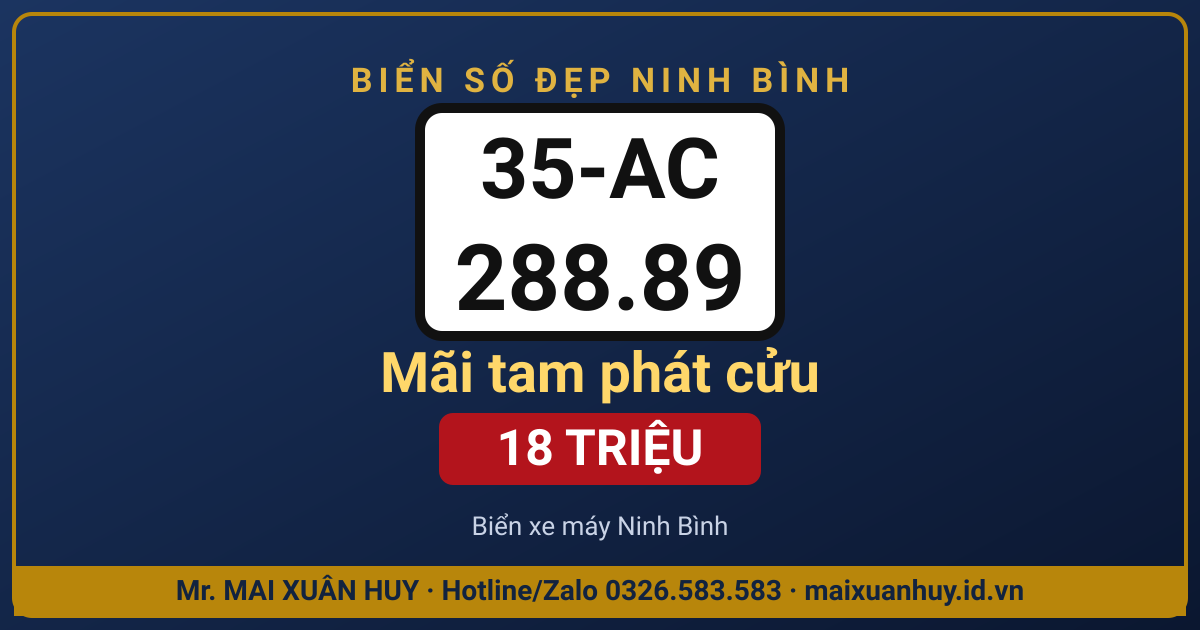 BIỂN SỐ ĐẸP NINH BÌNH
35-AC
288.89
Mãi tam phát cửu
18 TRIỆU
Biển xe máy Ninh Bình
Mr. MAI XUÂN HUY · Hotline/Zalo 0326.583.583 · maixuanhuy.id.vn